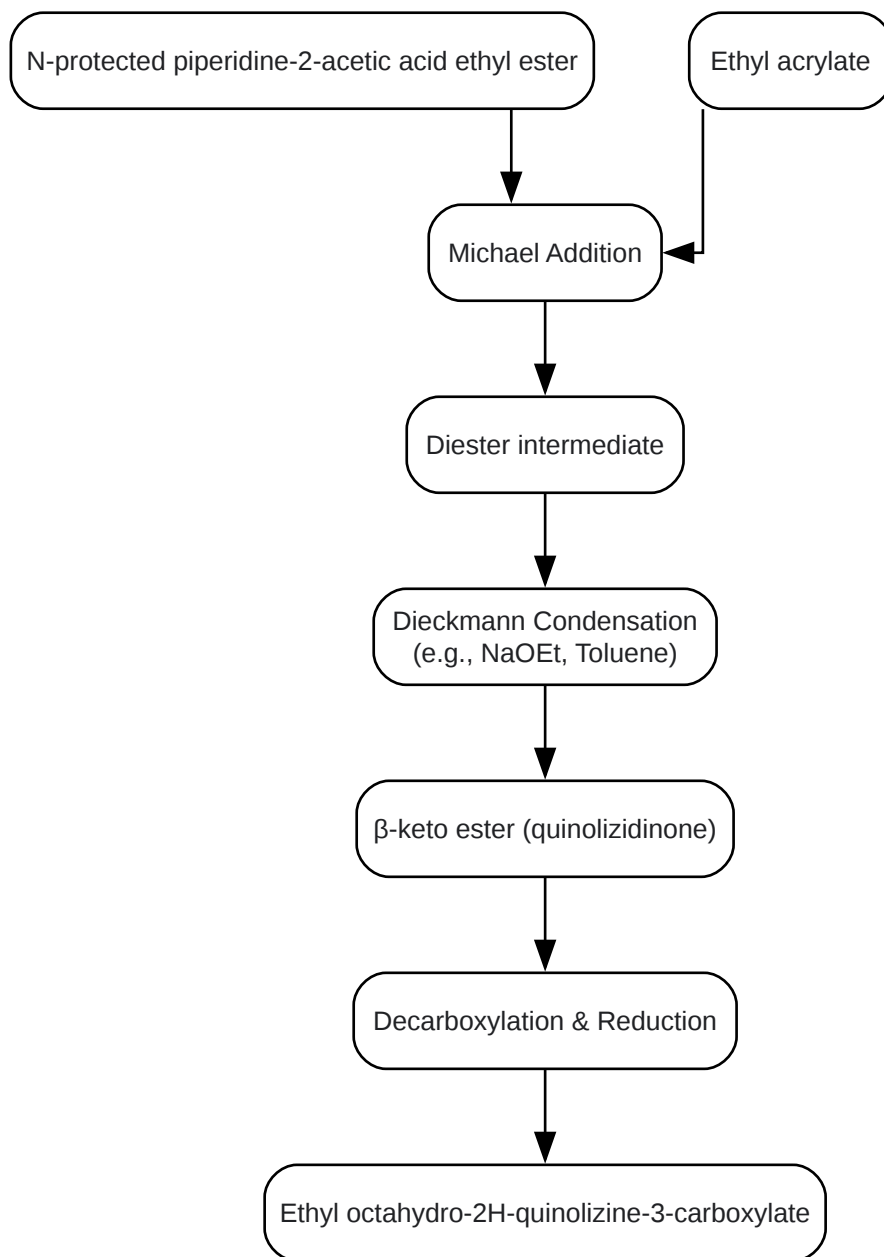 N-protected piperidine-2-acetic acid ethyl ester
Ethyl acrylate
Michael Addition
Diester intermediate
Dieckmann Condensation
(e.g., NaOEt, Toluene)
β-keto ester (quinolizidinone)
Decarboxylation & Reduction
Ethyl octahydro-2H-quinolizine-3-carboxylate